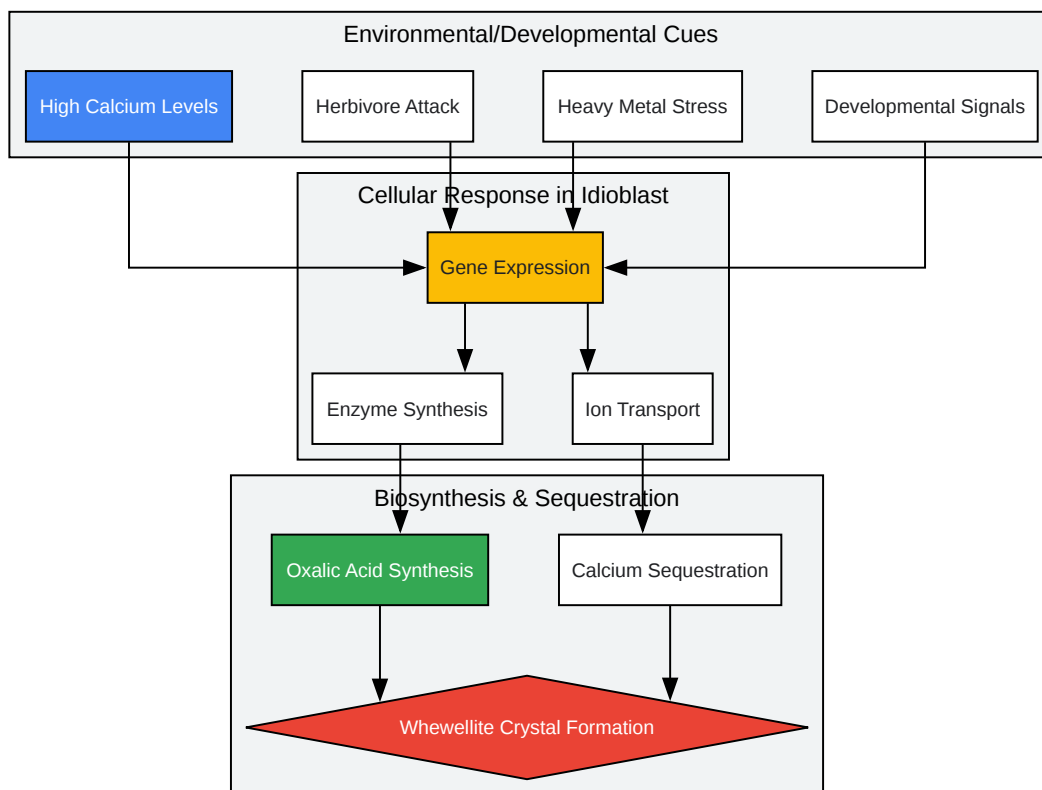 Environmental/Developmental Cues
High Calcium Levels
Herbivore Attack
Heavy Metal Stress
Developmental Signals
Cellular Response in Idioblast
Gene Expression
Enzyme Synthesis
Ion Transport
Biosynthesis & Sequestration
Oxalic Acid Synthesis
Calcium Sequestration
Whewellite Crystal Formation